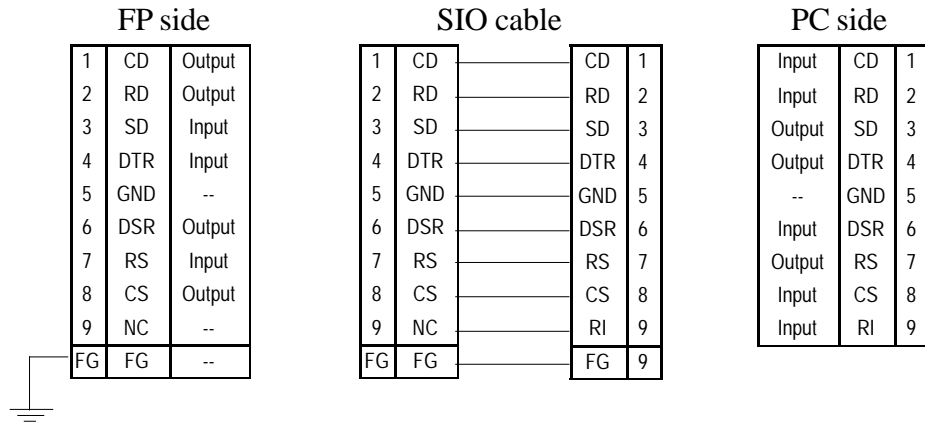 FP side SIO cable PC side
1 CD Output 1 CD CD 1 Input CD 1
2 RD Output 2 RD RD 2 Input RD 2
3 SD Input 3 SD SD 3 Output SD 3
4 DTR Input 4 DTR DTR 4 Output DTR 4
5 GND -- 5 GND GND 5 -- GND 5
6 DSR Output 6 DSR DSR 6 Input DSR 6
7 RS Input 7 RS RS 7 Output RS 7
8 CS Output 8 CS CS 8 Input CS 8
9 NC -- 9 NC RI 9 Input RI 9
FG FG -- FG FG FG 9